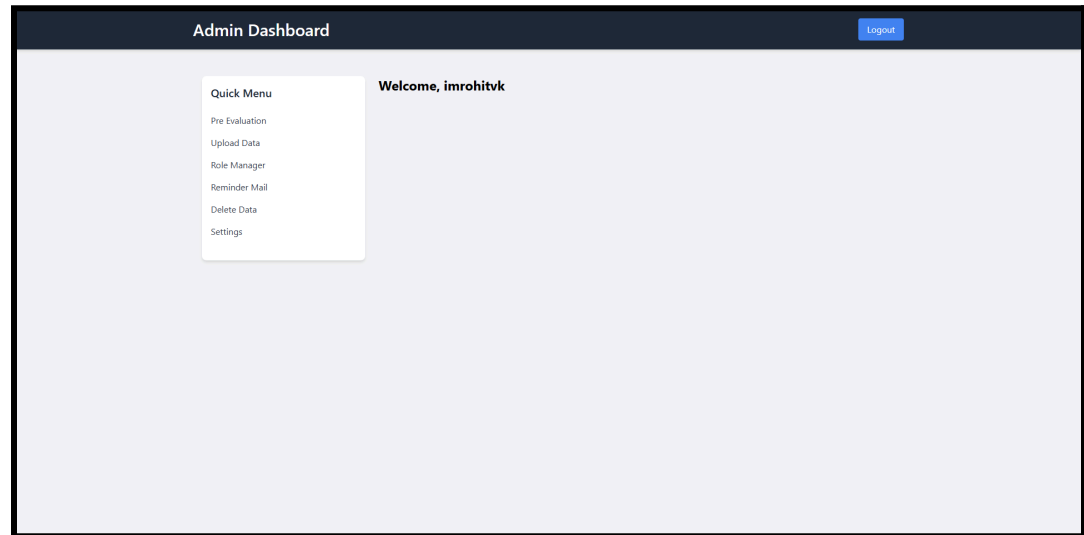 Admin Dashboard
Logout
Quick Menu
Pre Evaluation
Upload Data
Role Manager
Reminder Mail
Delete Data
Settings
Welcome, imrohitvk